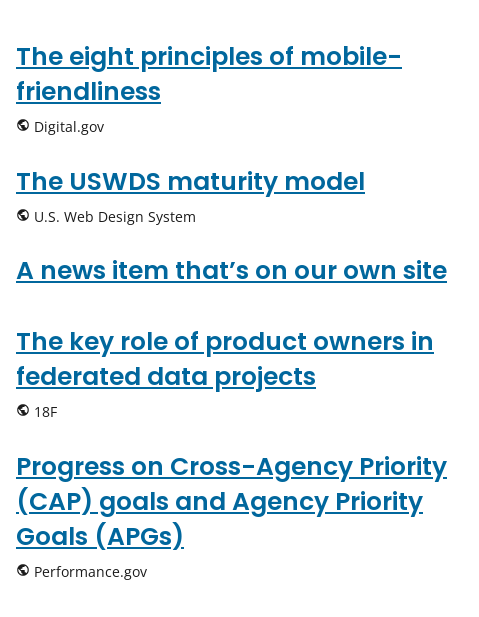 The eight principles of mobile-
friendliness
Digital.gov
The USWDS maturity model
U.S. Web Design System
A news item that’s on our own site
The key role of product owners in
federated data projects
18F
Progress on Cross-Agency Priority
(CAP) goals and Agency Priority
Goals (APGs)
Performance.gov